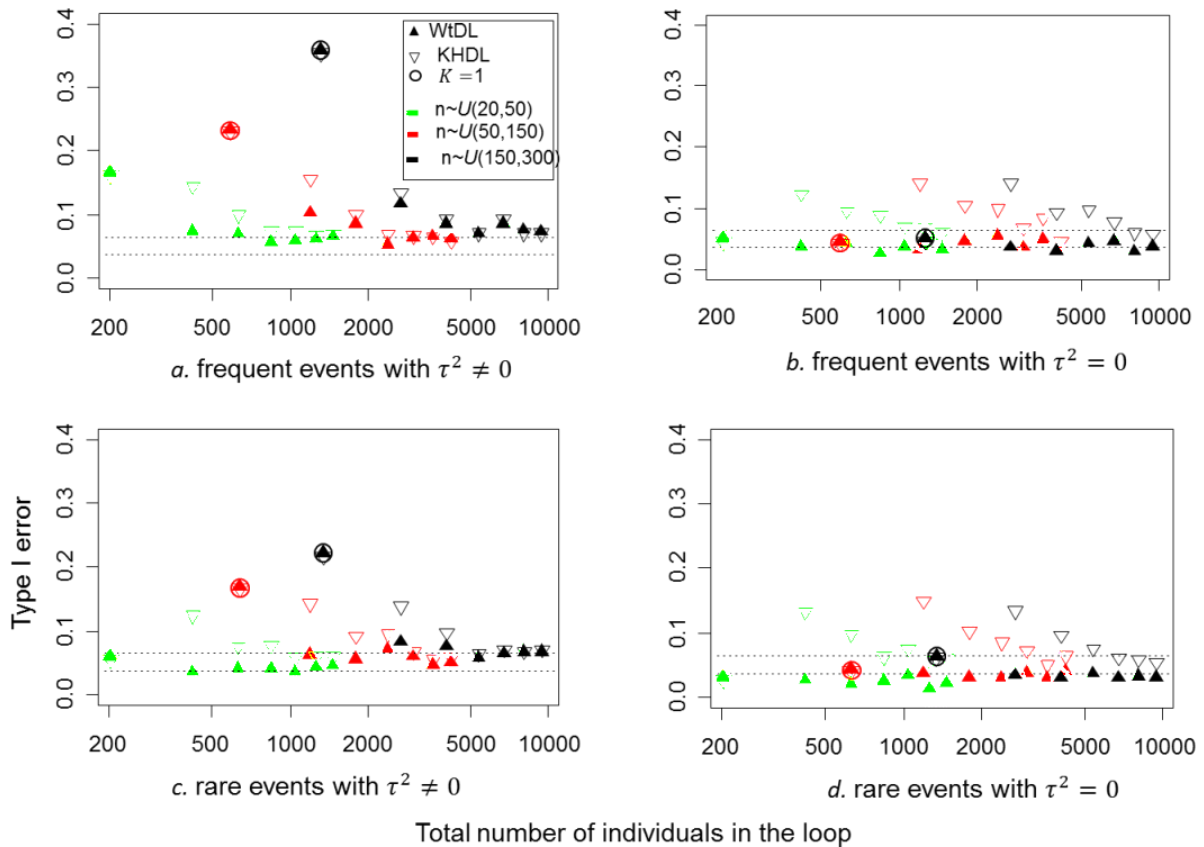 0.4
0.3
0.2
0.1
0.0
WtDL
KHDL
K = 1
n~U(20,50)
n~U(50,150)
n~U(150,300)
200 500 1000 2000 5000 10000
a. frequent events with τ² ≠ 0
0.4
0.3
0.2
0.1
0.0
200 500 1000 2000 5000 10000
b. frequent events with τ² = 0
Type I error
0.4
0.3
0.2
0.1
0.0
200 500 1000 2000 5000 10000
c. rare events with τ² ≠ 0
0.4
0.3
0.2
0.1
0.0
200 500 1000 2000 5000 10000
d. rare events with τ² = 0
Total number of individuals in the loop